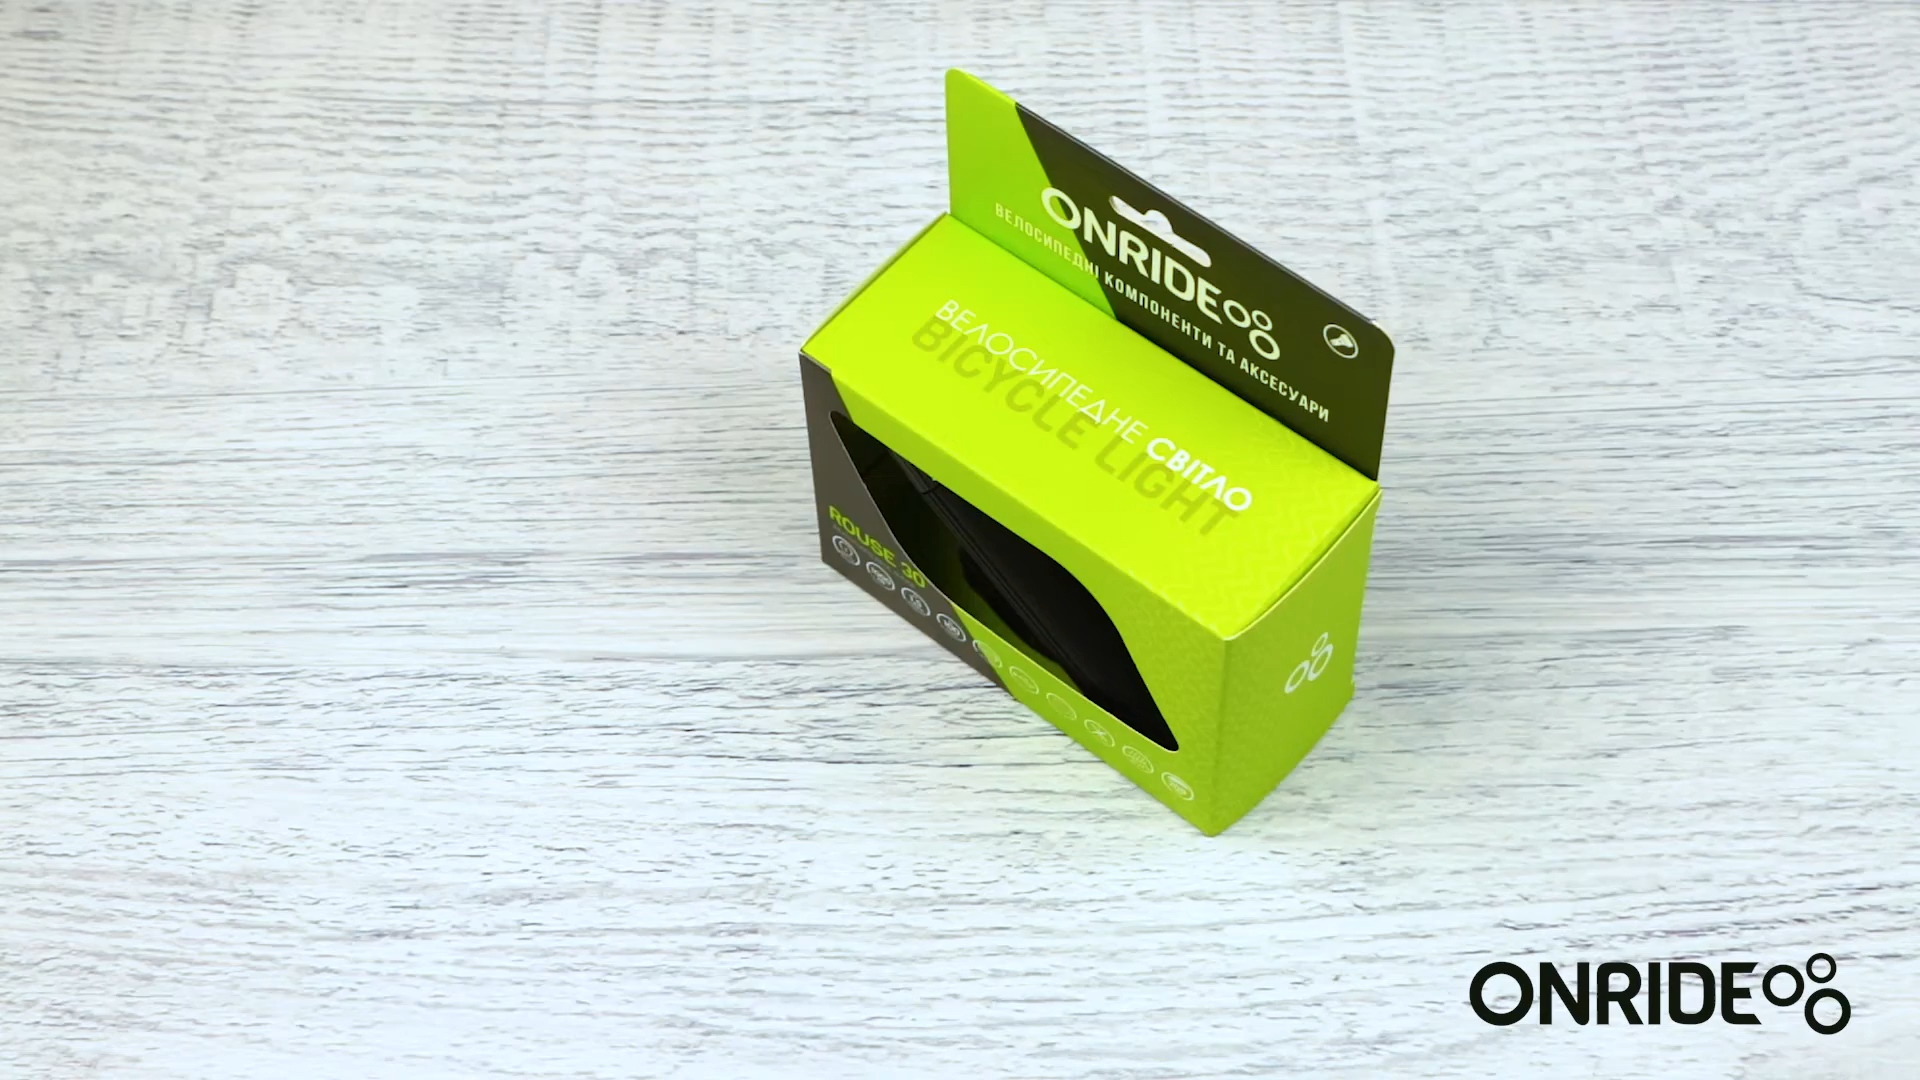 ONRIDE
ВЕЛОСИПЕДНІ КОМПОНЕНТИ ТА АКСЕСУАРИ
ВЕЛОСИПЕДНЕ СВІТЛО
BICYCLE LIGHT
ROUSE 30
ONRIDE